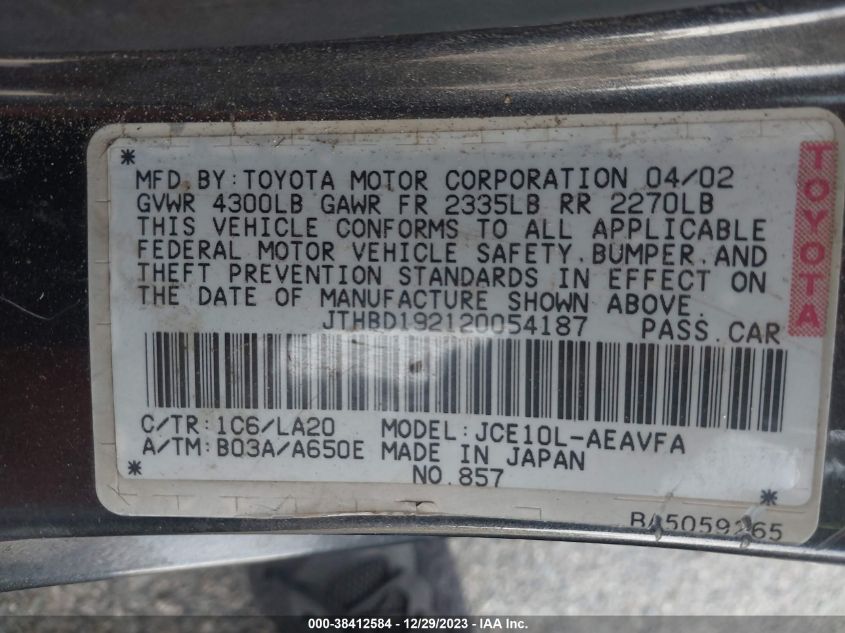 MFD BY: TOYOTA MOTOR CORPORATION 04/02
GVWR 4300LB GAWR FR 2335LB RR 2270LB
THIS VEHICLE CONFORMS TO ALL APPLICABLE
FEDERAL MOTOR VEHICLE SAFETY, BUMPER, AND
THEFT PREVENTION STANDARDS IN EFFECT ON
THE DATE OF MANUFACTURE SHOWN ABOVE.
JTHBD192120054187 PASS. CAR
TOYOTA
C/TR: 1C6/LA20 MODEL: JCE10L-AEAVFA
A/TM: B03A/A650E MADE IN JAPAN
NO. 857
000-38412584 - 12/29/2023 - IAA Inc.